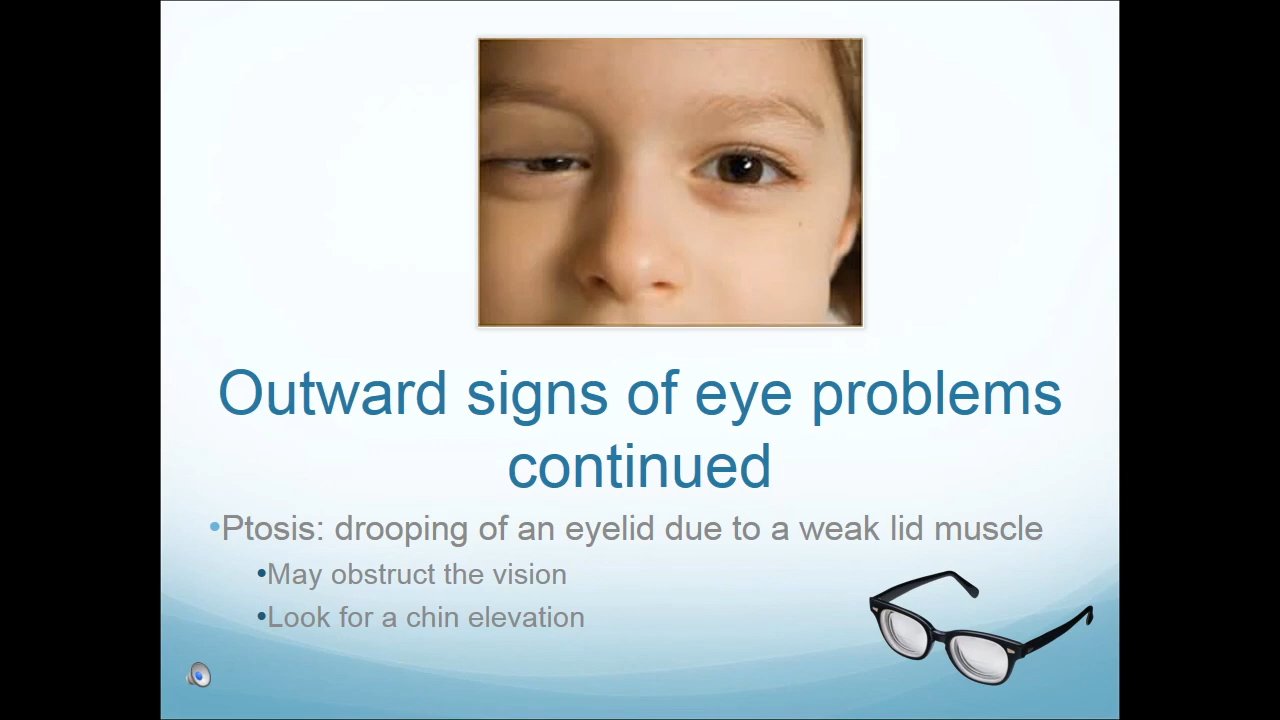 Outward signs of eye problems
continued
•Ptosis: drooping of an eyelid due to a weak lid muscle
•May obstruct the vision
•Look for a chin elevation